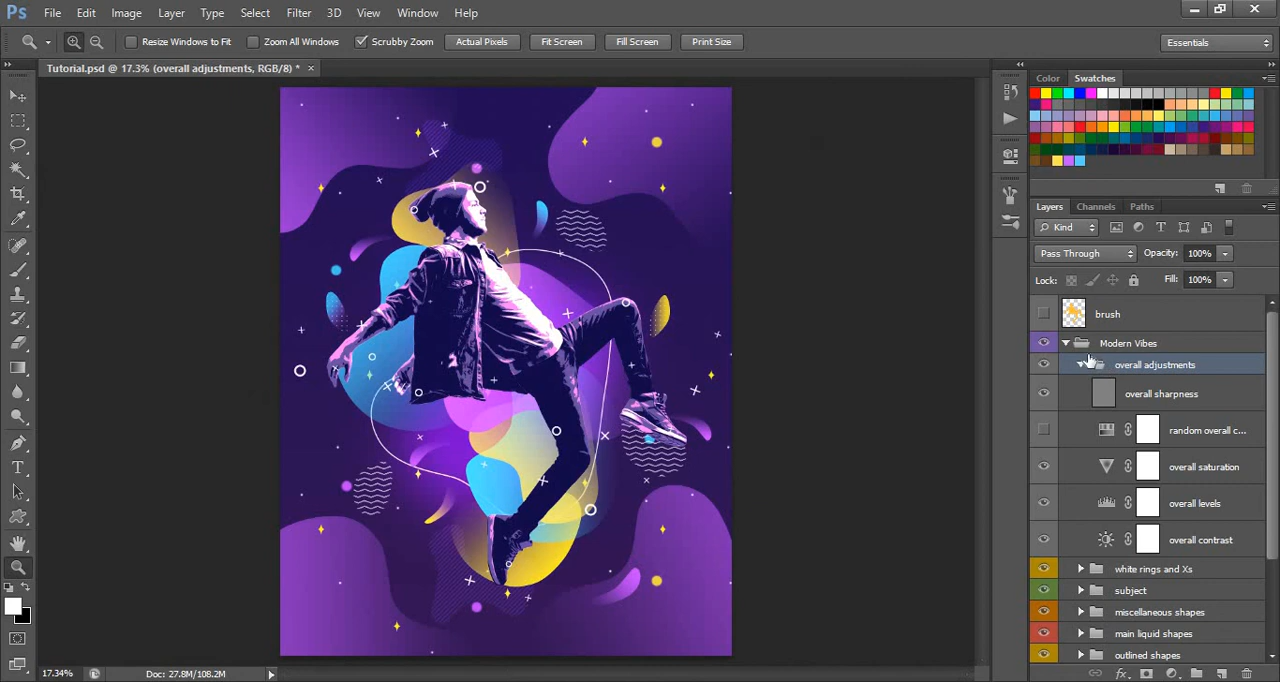 Ps File Edit Image Layer Type Select Filter 3D View Window Help
Resize Windows to Fit Zoom All Windows Scrubby Zoom Actual Pixels Fit Screen Fill Screen Print Size Essentials
Tutorial.psd @ 17.3% (overall adjustments, RGB/8) * ×
Color Swatches
Layers Channels Paths
Kind
Pass Through Opacity: 100%
Lock: Fill: 100%
brush
Modern Vibes
overall adjustments
overall sharpness
random overall c...
overall saturation
overall levels
overall contrast
white rings and Xs
subject
miscellaneous shapes
main liquid shapes
outlined shapes
17.34% Doc: 27.8M/108.2M